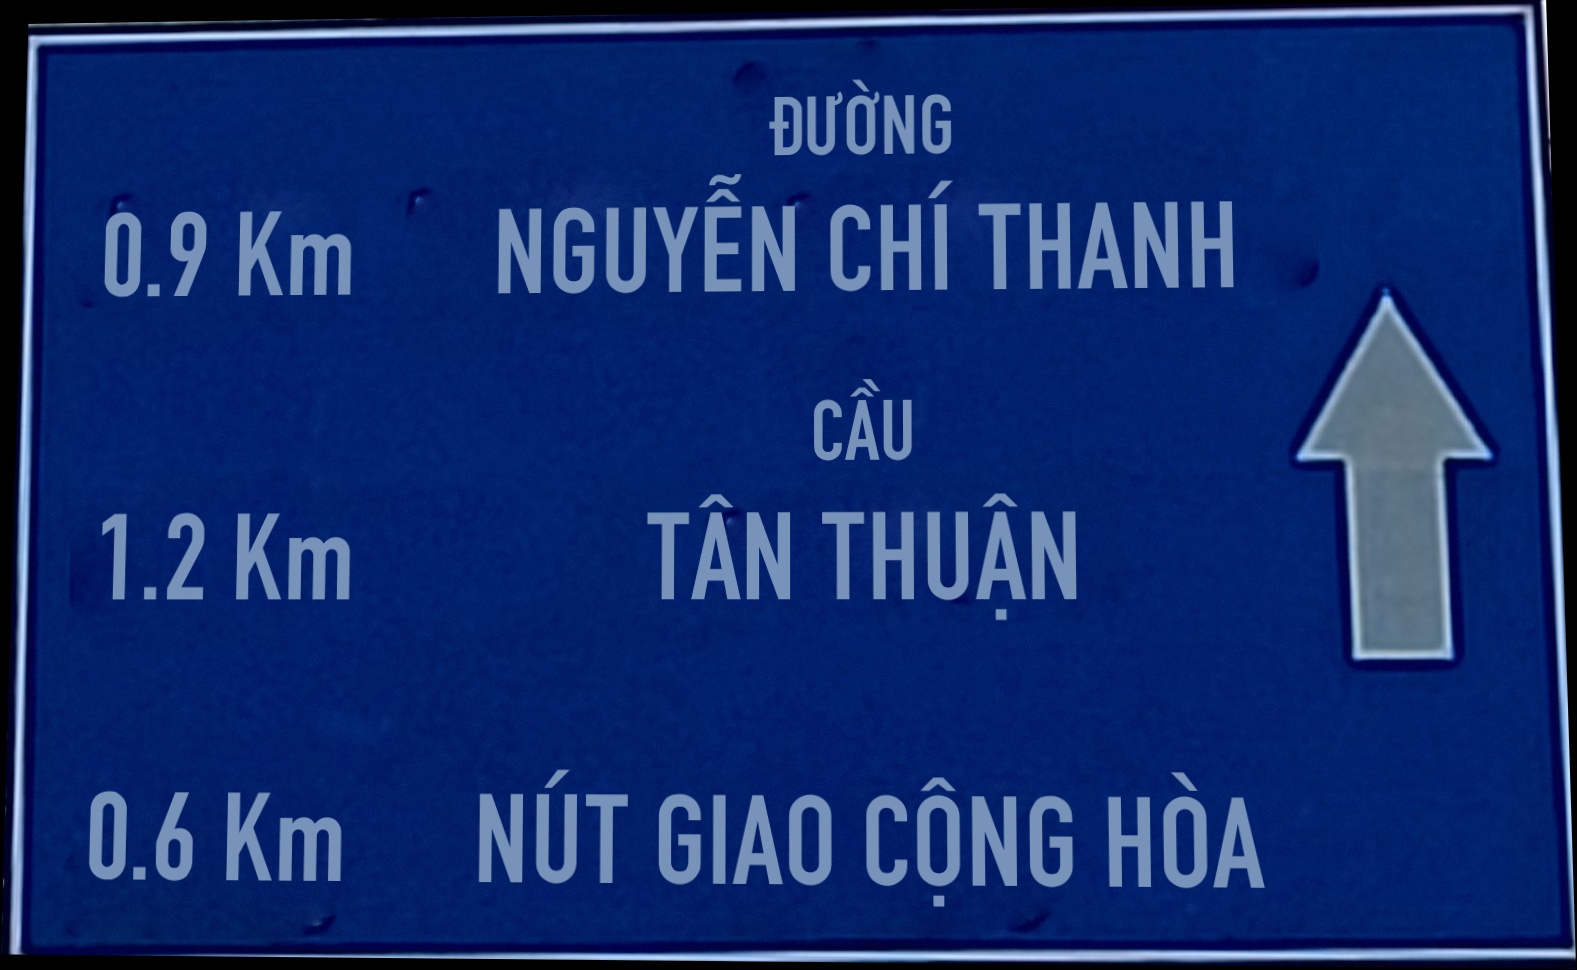 ĐƯỜNG
0.9 Km NGUYỄN CHÍ THANH
CẦU
1.2 Km TÂN THUẬN
0.6 Km NÚT GIAO CỘNG HÒA